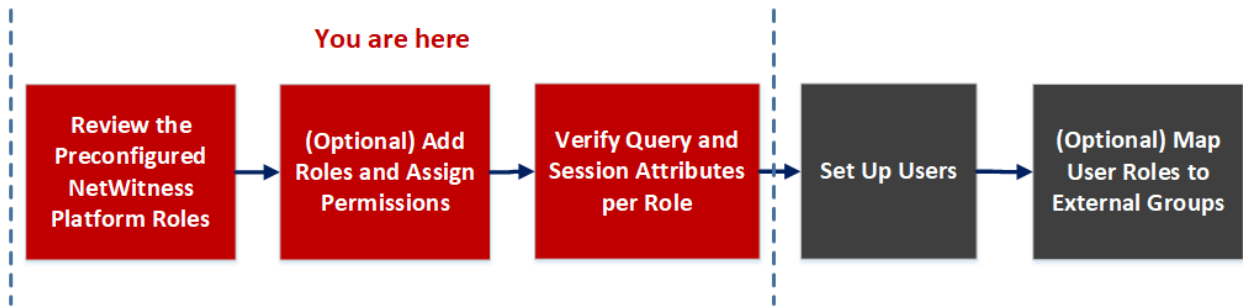 You are here
Review the
Preconfigured
NetWitness
Platform Roles
(Optional) Add
Roles and Assign
Permissions
Verify Query and
Session Attributes
per Role
Set Up Users
(Optional) Map
User Roles to
External Groups